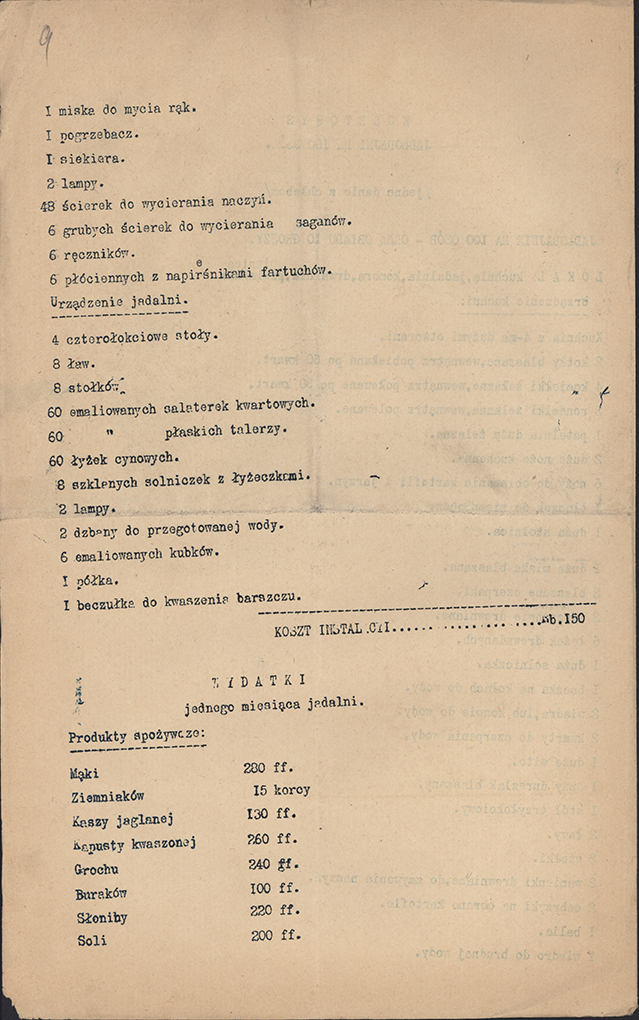 9
I miska do mycia rąk.
I pogrzebacz.
I siekiera.
2 lampy.
48 ścierek do wycierania naczyń.
6 grubych ścierek do wycierania saganów.
6 ręczników.
6 płóciennych z napierśnikami fartuchów.
Urządzenie jadalni.
4 czterołokciowe stoły.
8 ław.
8 stołków.
60 emaliowanych salaterek kwartowych.
60 " płaskich talerzy.
60 łyżek cynowych.
8 szklanych solniczek z łyżeczkami.
2 lampy.
2 dzbany do przegotowanej wody.
6 emaliowanych kubków.
I półka.
I beczułka do kwaszenia barszczu.
KOSZT INSTALACYI...... .......... ....Rb.I50
WYDATKI
jednego miesiąca jadalni.
Produkty spożywcze:
Mąki 280 ff.
Ziemniaków I5 korcy
Kaszy jaglanej I30 ff.
Kapusty kwaszonej 260 ff.
Grochu 240 ff.
Buraków I00 ff.
Słoniny 220 ff.
Soli 200 ff.